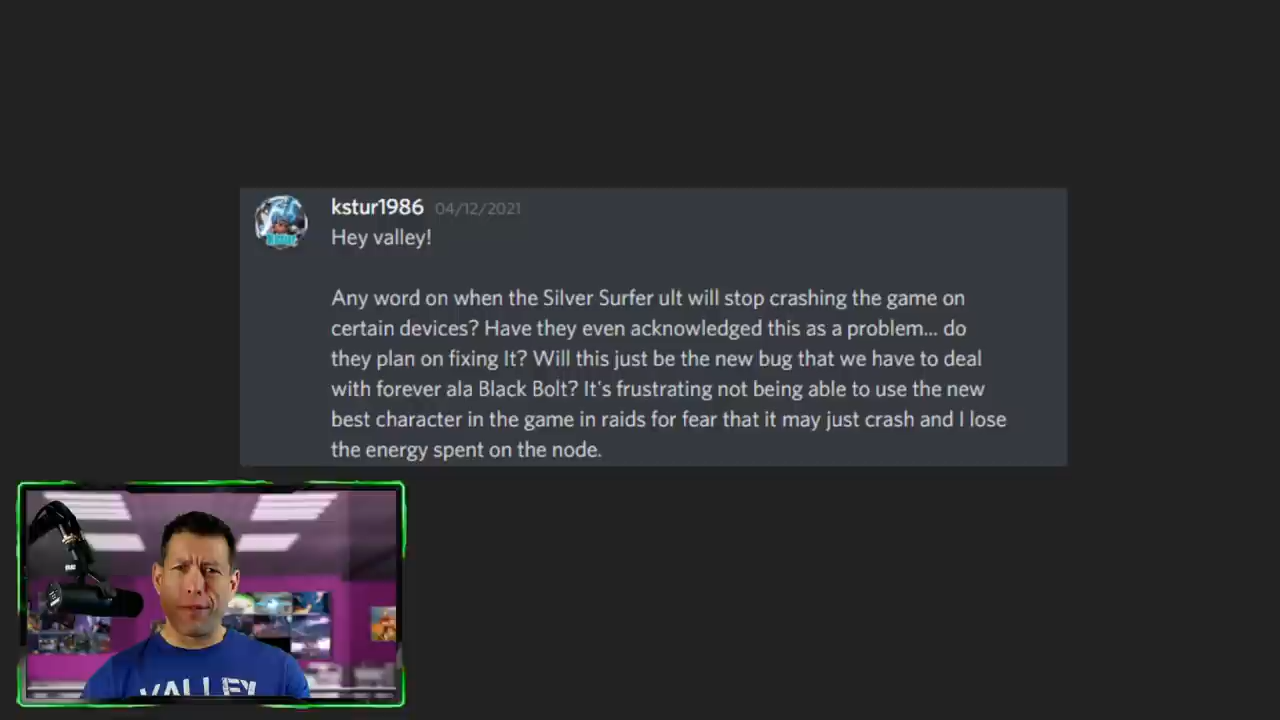 kstur1986 04/12/2021
Hey valley!
Any word on when the Silver Surfer ult will stop crashing the game on
certain devices? Have they even acknowledged this as a problem... do
they plan on fixing It? Will this just be the new bug that we have to deal
with forever ala Black Bolt? It's frustrating not being able to use the new
best character in the game in raids for fear that it may just crash and I lose
the energy spent on the node.
VALLEY